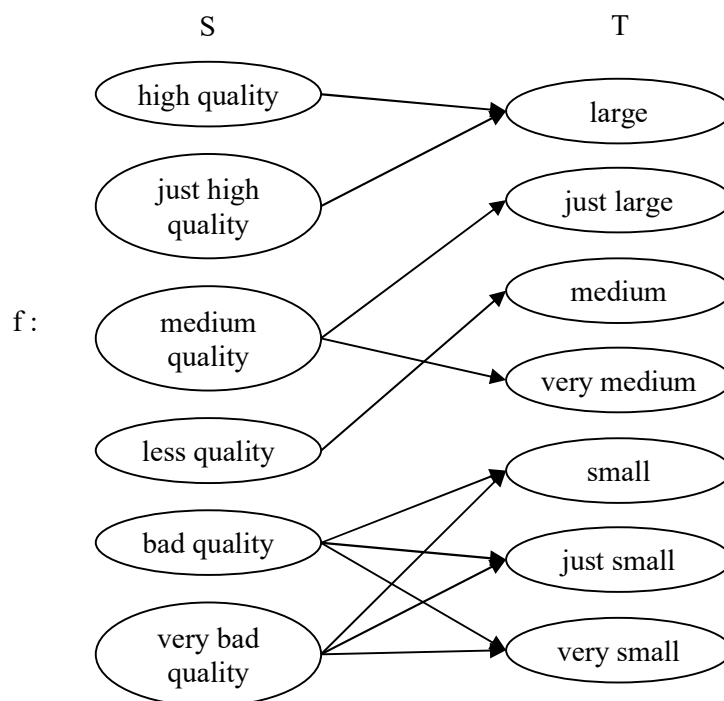 S
T
high quality
large
just high
quality
just large
f :
medium
quality
medium
very medium
less quality
small
bad quality
just small
very bad
quality
very small